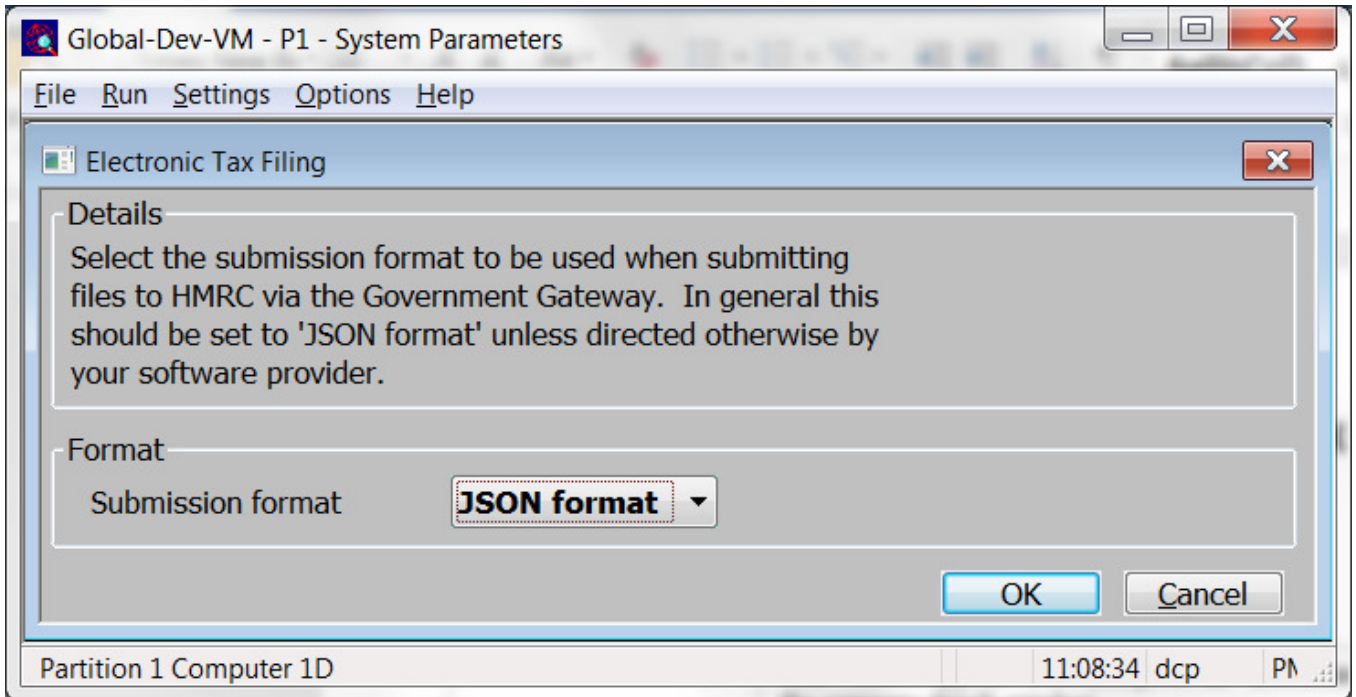 Global-Dev-VM - P1 - System Parameters
File Run Settings Options Help
Electronic Tax Filing
Details
Select the submission format to be used when submitting
files to HMRC via the Government Gateway.  In general this
should be set to 'JSON format' unless directed otherwise by
your software provider.
Format
Submission format JSON format
OK Cancel
Partition 1 Computer 1D 11:08:34 dcp